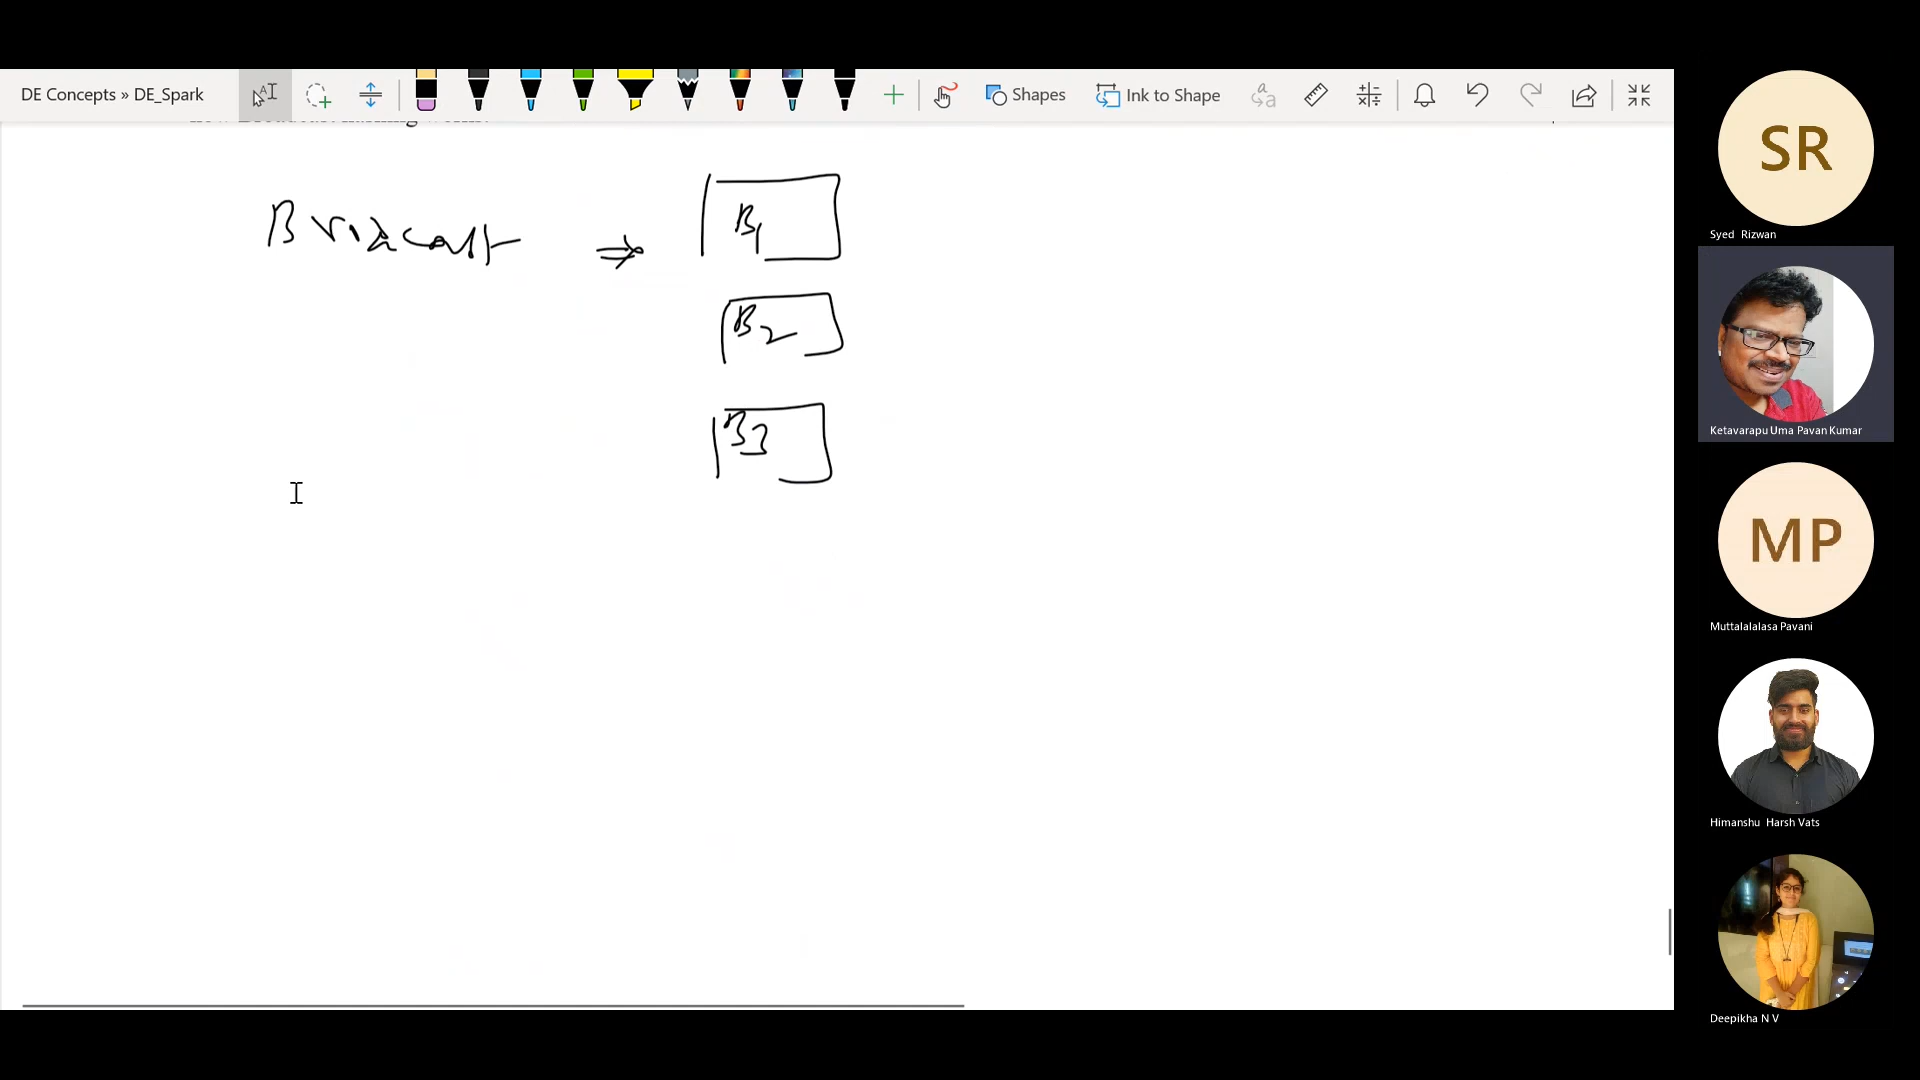 DE Concepts » DE_Spark
Shapes
Ink to Shape
Broadcast ⇒
B1
B2
B3
SR
Syed Rizwan
Ketavarapu Uma Pavan Kumar
MP
Muttalalalasa Pavani
Himanshu Harsh Vats
Deepikha N V